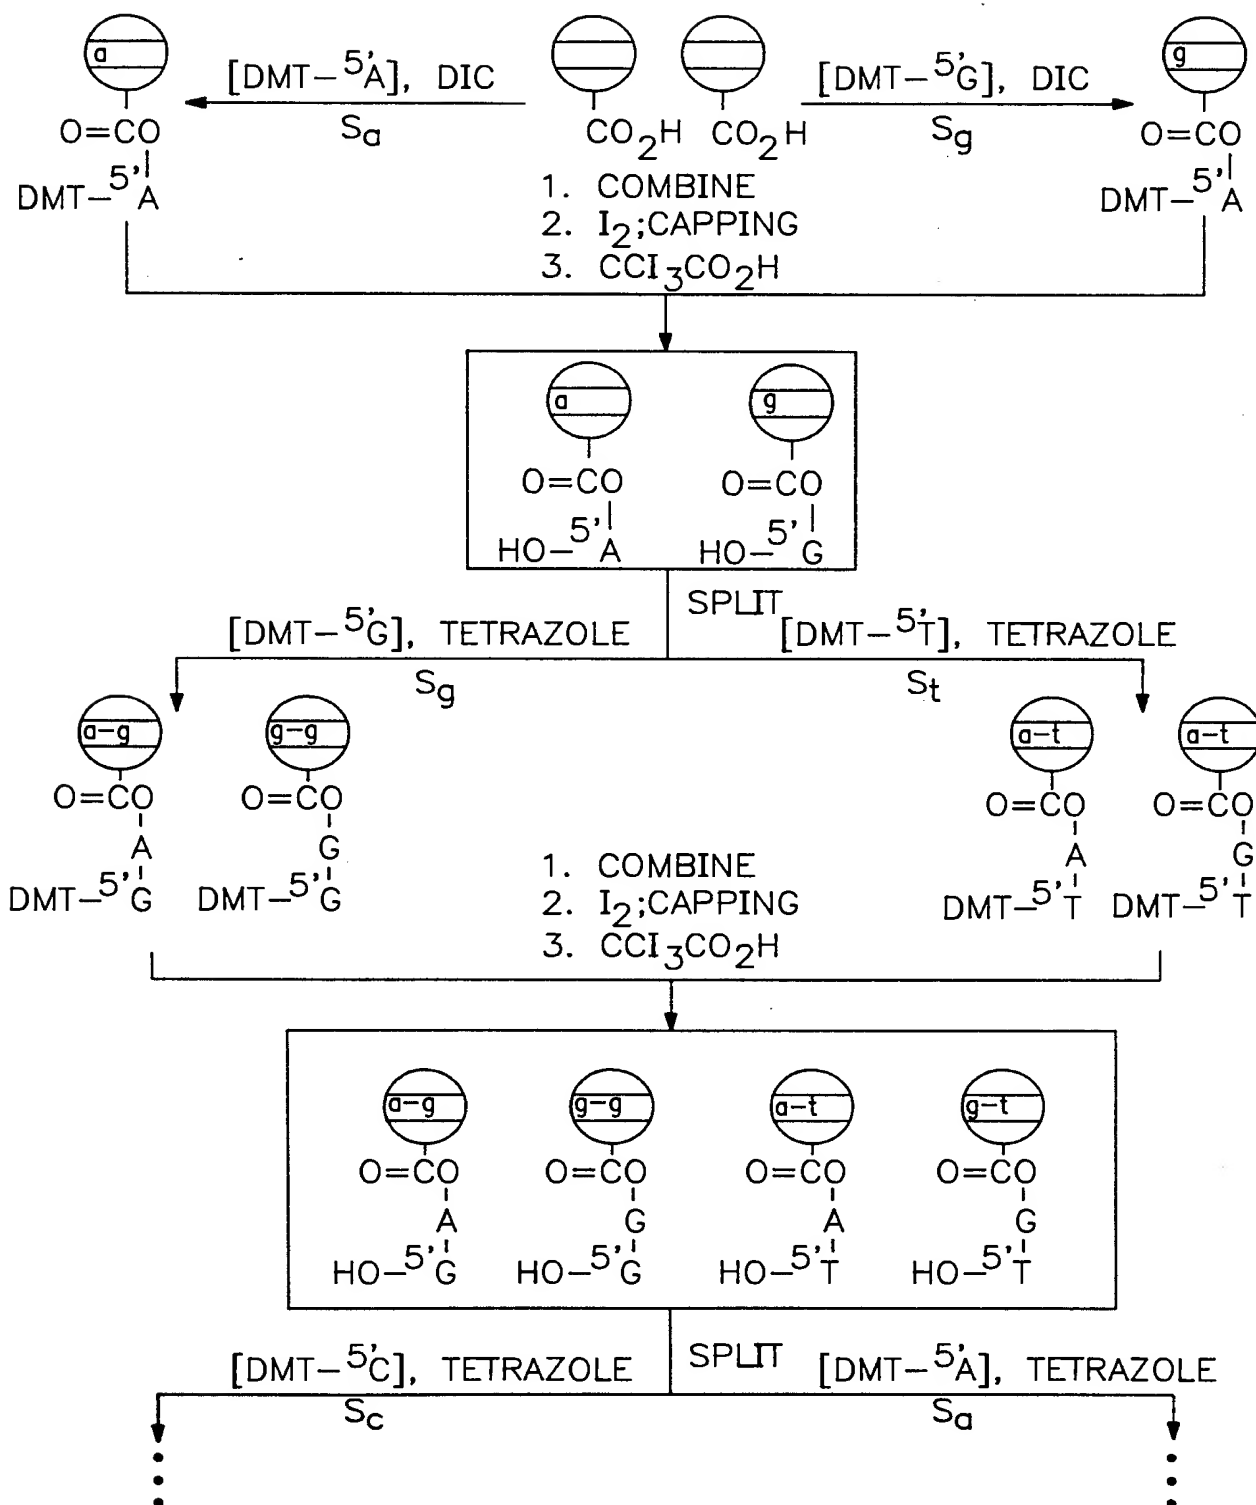 a
[DMT-5'A], DIC
Sa
CO2H
CO2H
[DMT-5'G], DIC
Sg
g
O=CO
5'
DMT- A
O=CO
5'
DMT- A
1. COMBINE
2. I2;CAPPING
3. CCl3CO2H
a
g
O=CO
O=CO
HO-5'A
HO-5'G
SPLIT
[DMT-5'G], TETRAZOLE
Sg
[DMT-5'T], TETRAZOLE
St
a-g
g-g
a-t
a-t
O=CO
O=CO
O=CO
O=CO
A
G
A
G
DMT-5'G
DMT-5'G
DMT-5'T
DMT-5'T
1. COMBINE
2. I2;CAPPING
3. CCl3CO2H
a-g
g-g
a-t
g-t
O=CO
O=CO
O=CO
O=CO
A
G
A
G
HO-5'G
HO-5'G
HO-5'T
HO-5'T
SPLIT
[DMT-5'C], TETRAZOLE
Sc
[DMT-5'A], TETRAZOLE
Sa